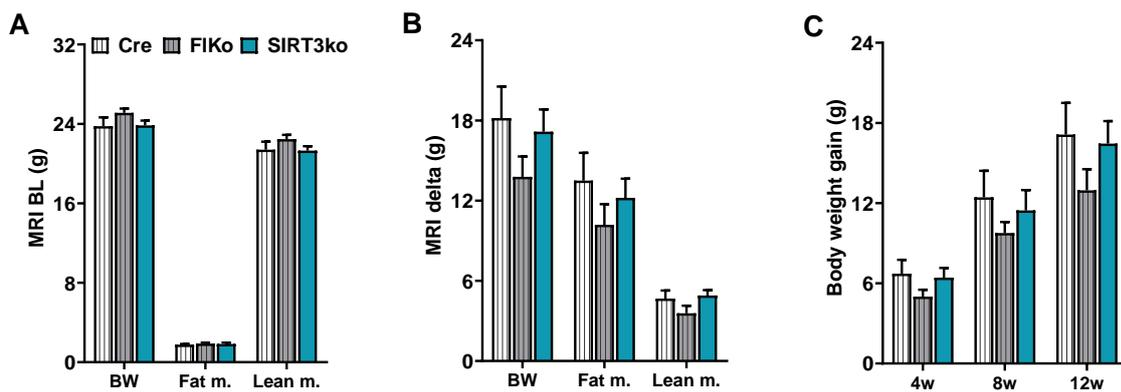 A
MRI BL (g)
32
24
16
8
0
Cre FlKo SIRT3ko
BW Fat m. Lean m.
B
MRI delta (g)
24
18
12
6
0
BW Fat m. Lean m.
C
Body weight gain (g)
24
18
12
6
0
4w 8w 12w